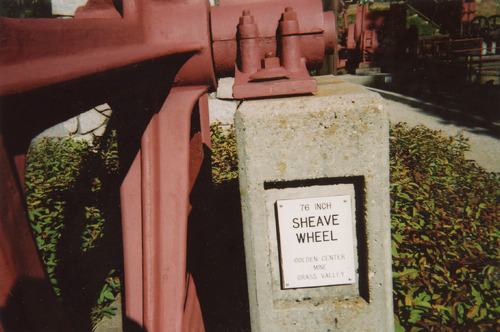 76 INCH
SHEAVE
WHEEL
GOLDEN CENTER
MINE
GRASS VALLEY